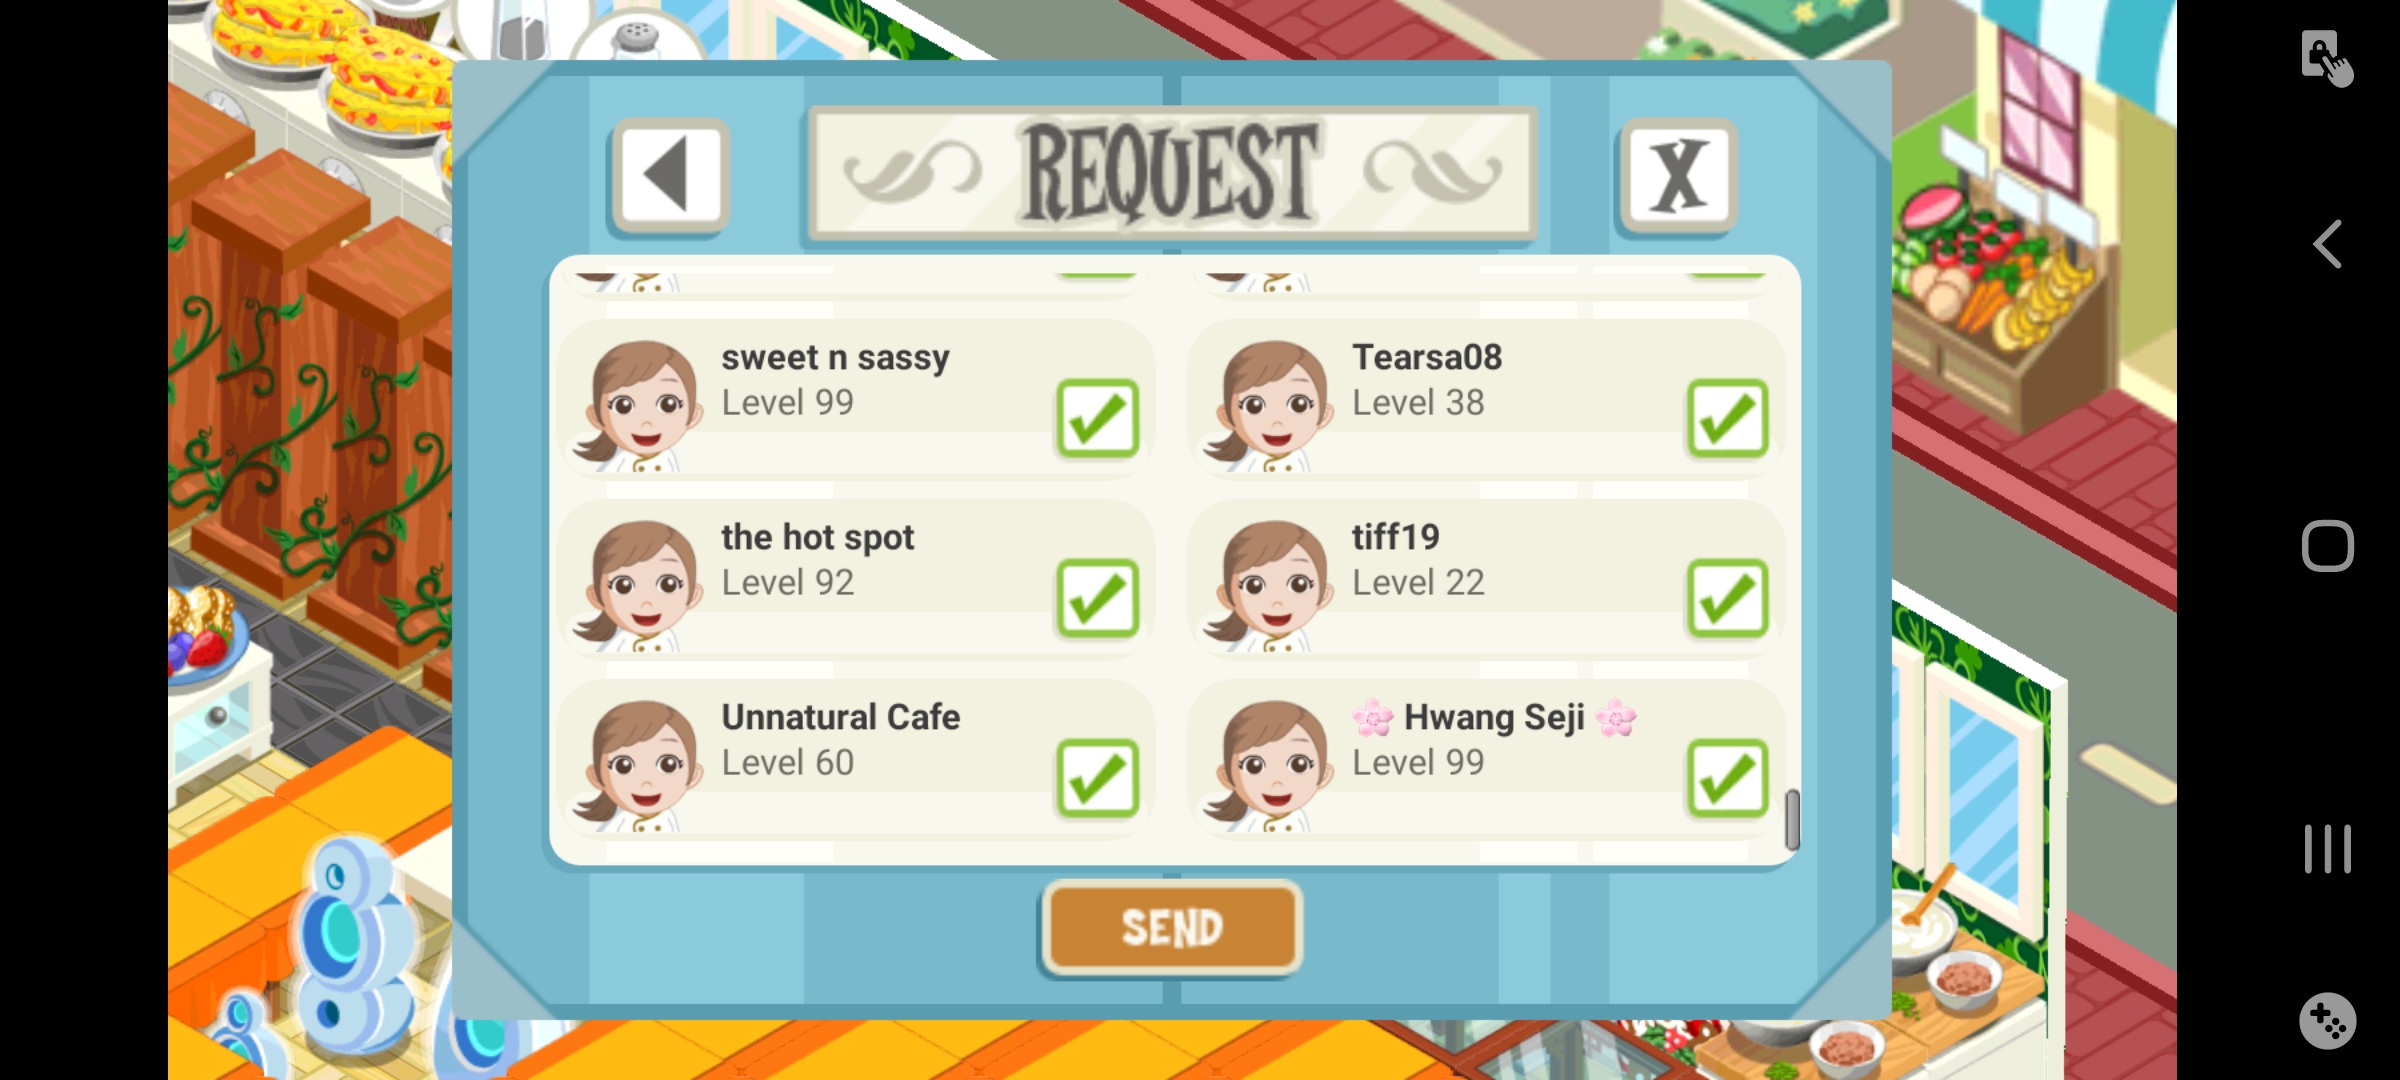 REQUEST
X
sweet n sassy
Level 99
Tearsa08
Level 38
the hot spot
Level 92
tiff19
Level 22
Unnatural Cafe
Level 60
🌸 Hwang Seji 🌸
Level 99
SEND